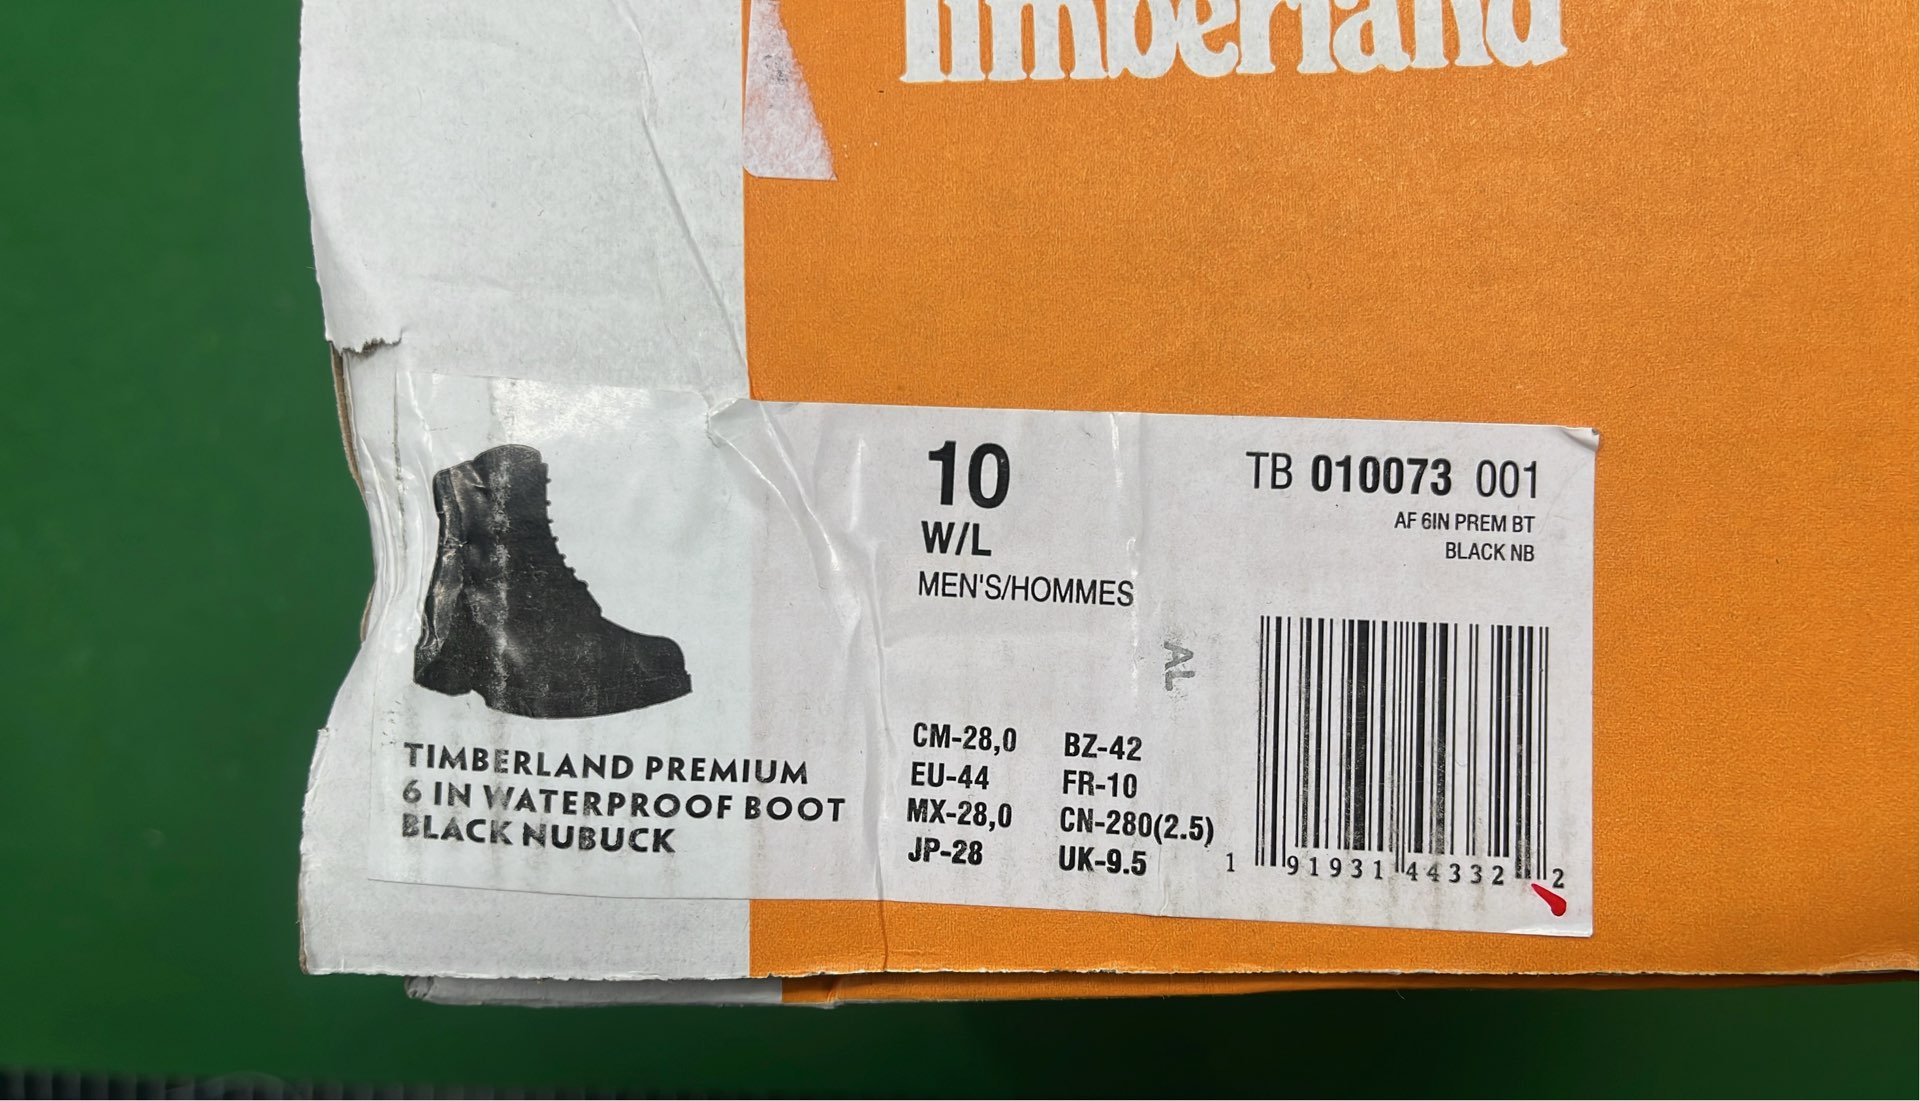 Timberland
10
W/L
MEN'S/HOMMES
TB 010073 001
AF 6IN PREM BT
BLACK NB
AL
TIMBERLAND PREMIUM
6 IN WATERPROOF BOOT
BLACK NUBUCK
CM-28,0 BZ-42
EU-44 FR-10
MX-28,0 CN-280(2.5)
JP-28 UK-9.5
1 91931 44332 2